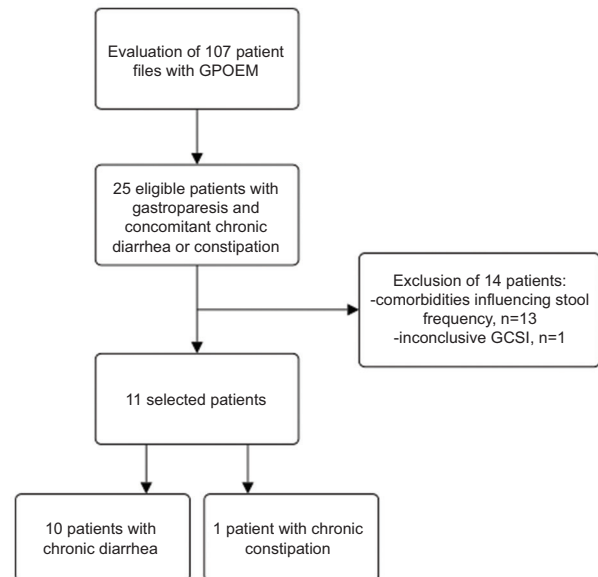 Evaluation of 107 patient
files with GPOEM
25 eligible patients with
gastroparesis and
concomitant chronic
diarrhea or constipation
Exclusion of 14 patients:
-comorbidities influencing stool
frequency, n=13
-inconclusive GCSI, n=1
11 selected patients
10 patients with
chronic diarrhea
1 patient with chronic
constipation